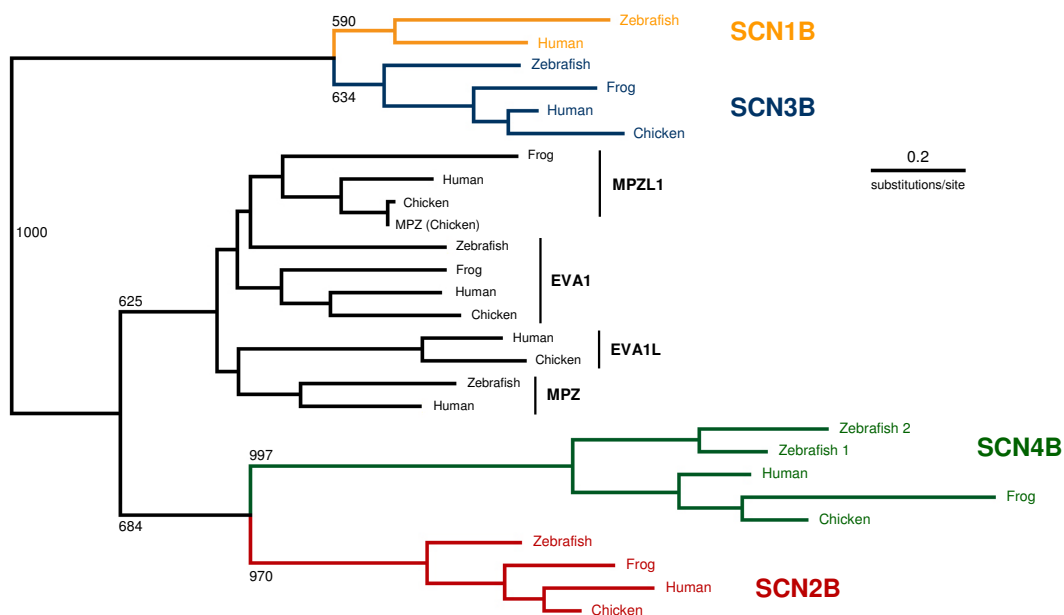 590
Zebrafish
SCN1B
Human
Zebrafish
634
Frog
SCN3B
Human
Chicken
Frog
0.2
substitutions/site
Human
MPZL1
Chicken
MPZ (Chicken)
1000
Zebrafish
Frog
EVA1
Human
625
Chicken
Human
EVA1L
Chicken
Zebrafish
MPZ
Human
Zebrafish 2
SCN4B
997
Zebrafish 1
Human
Frog
Chicken
684
Zebrafish
Frog
970
Human
SCN2B
Chicken